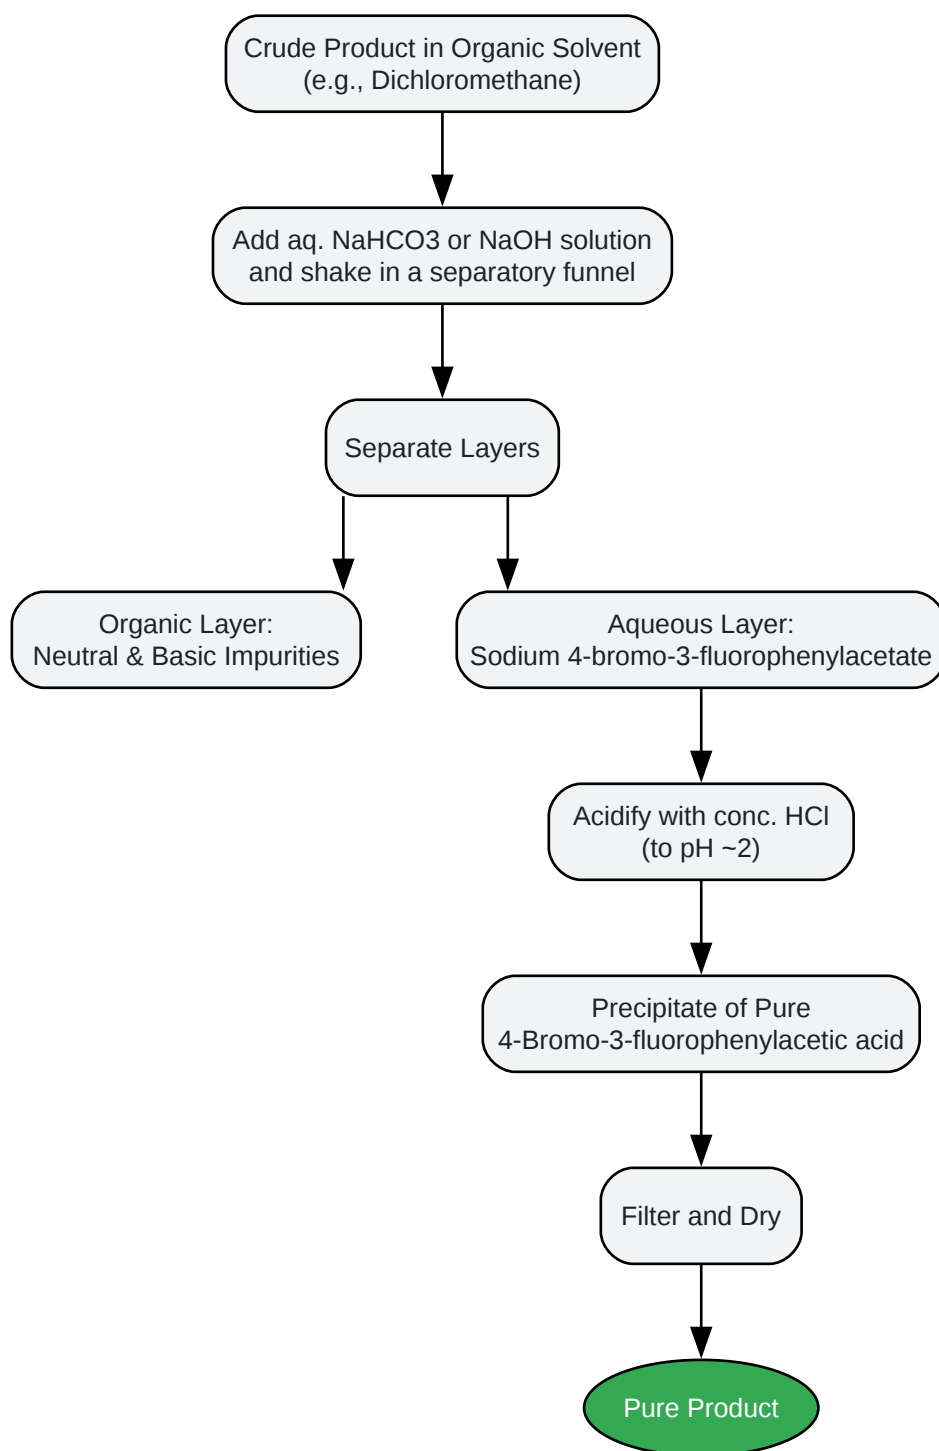 Crude Product in Organic Solvent
(e.g., Dichloromethane)
Add aq. NaHCO3 or NaOH solution
and shake in a separatory funnel
Separate Layers
Organic Layer:
Neutral & Basic Impurities
Aqueous Layer:
Sodium 4-bromo-3-fluorophenylacetate
Acidify with conc. HCl
(to pH ~2)
Precipitate of Pure
4-Bromo-3-fluorophenylacetic acid
Filter and Dry
Pure Product